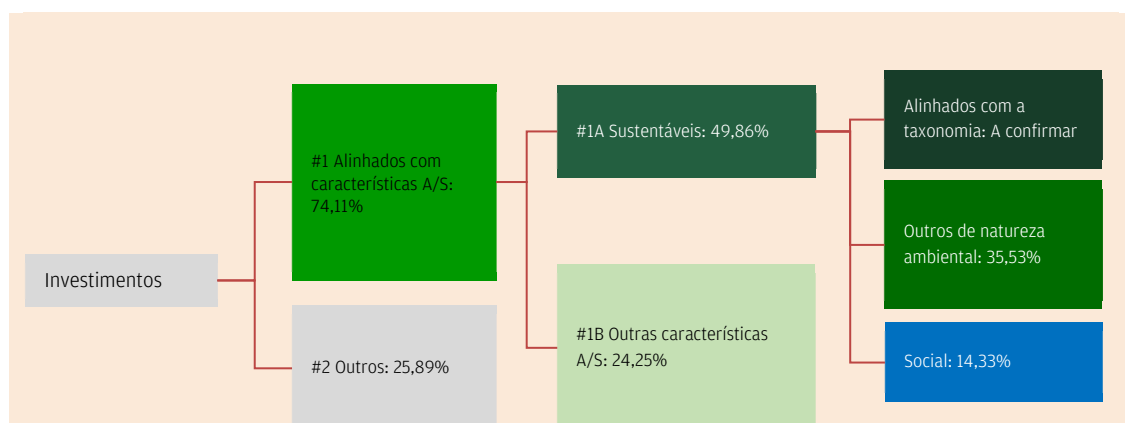 Investimentos
#1 Alinhados com
características A/S:
74,11%
#2 Outros: 25,89%
#1A Sustentáveis: 49,86%
#1B Outras características
A/S: 24,25%
Alinhados com a
taxonomia: A confirmar
Outros de natureza
ambiental: 35,53%
Social: 14,33%